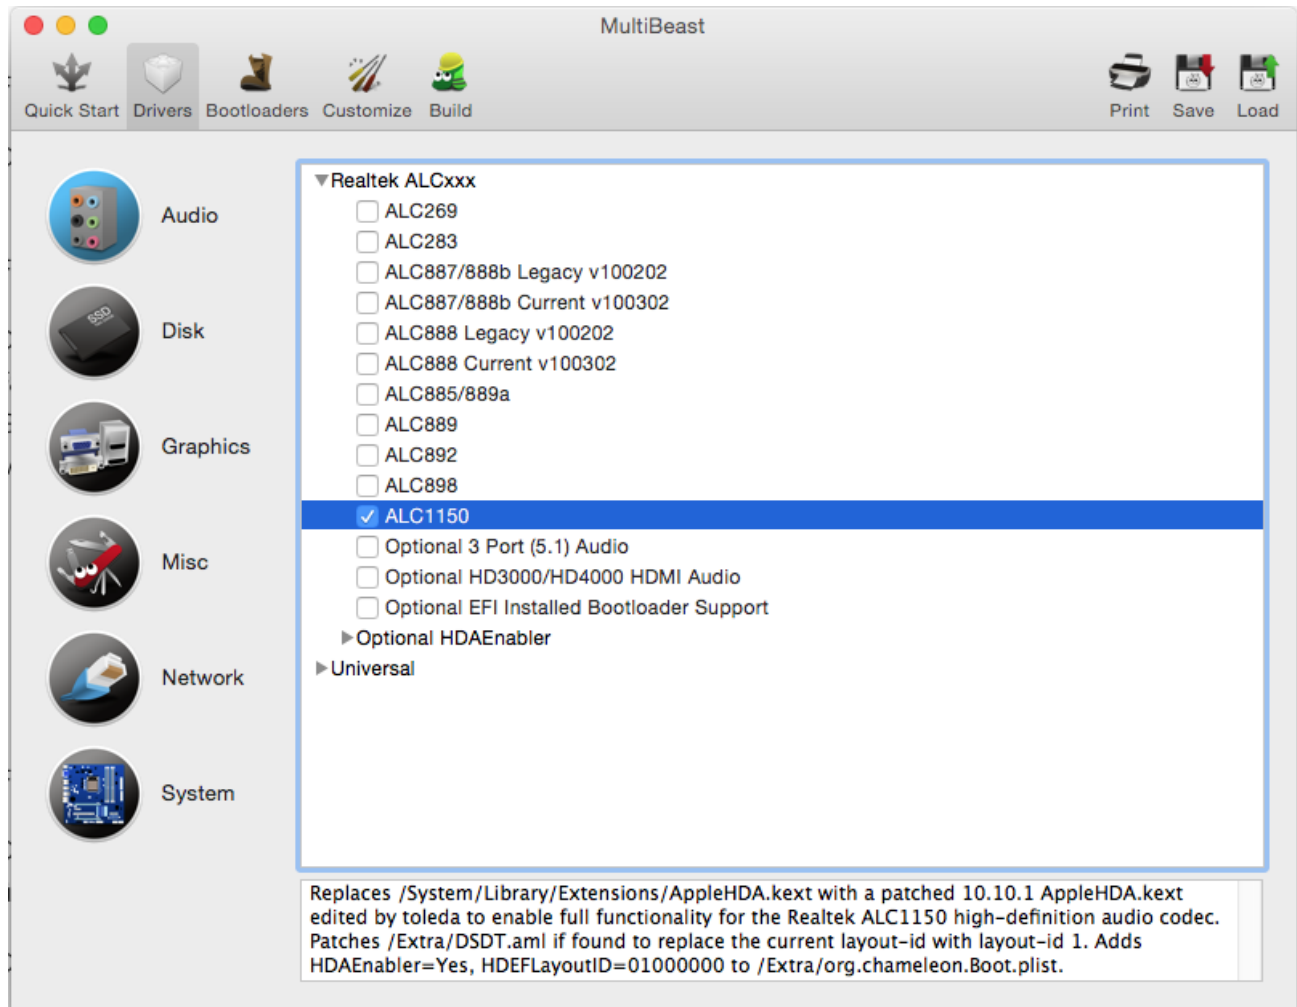 MultiBeast
Quick Start Drivers Bootloaders Customize Build Print Save Load
Audio
Disk
Graphics
Misc
Network
System
SSD
Realtek ALCxxx
ALC269
ALC283
ALC887/888b Legacy v100202
ALC887/888b Current v100302
ALC888 Legacy v100202
ALC888 Current v100302
ALC885/889a
ALC889
ALC892
ALC898
ALC1150
Optional 3 Port (5.1) Audio
Optional HD3000/HD4000 HDMI Audio
Optional EFI Installed Bootloader Support
Optional HDAEnabler
Universal
Replaces /System/Library/Extensions/AppleHDA.kext with a patched 10.10.1 AppleHDA.kext
edited by toleda to enable full functionality for the Realtek ALC1150 high-definition audio codec.
Patches /Extra/DSDT.aml if found to replace the current layout-id with layout-id 1. Adds
HDAEnabler=Yes, HDEFLayoutID=01000000 to /Extra/org.chameleon.Boot.plist.